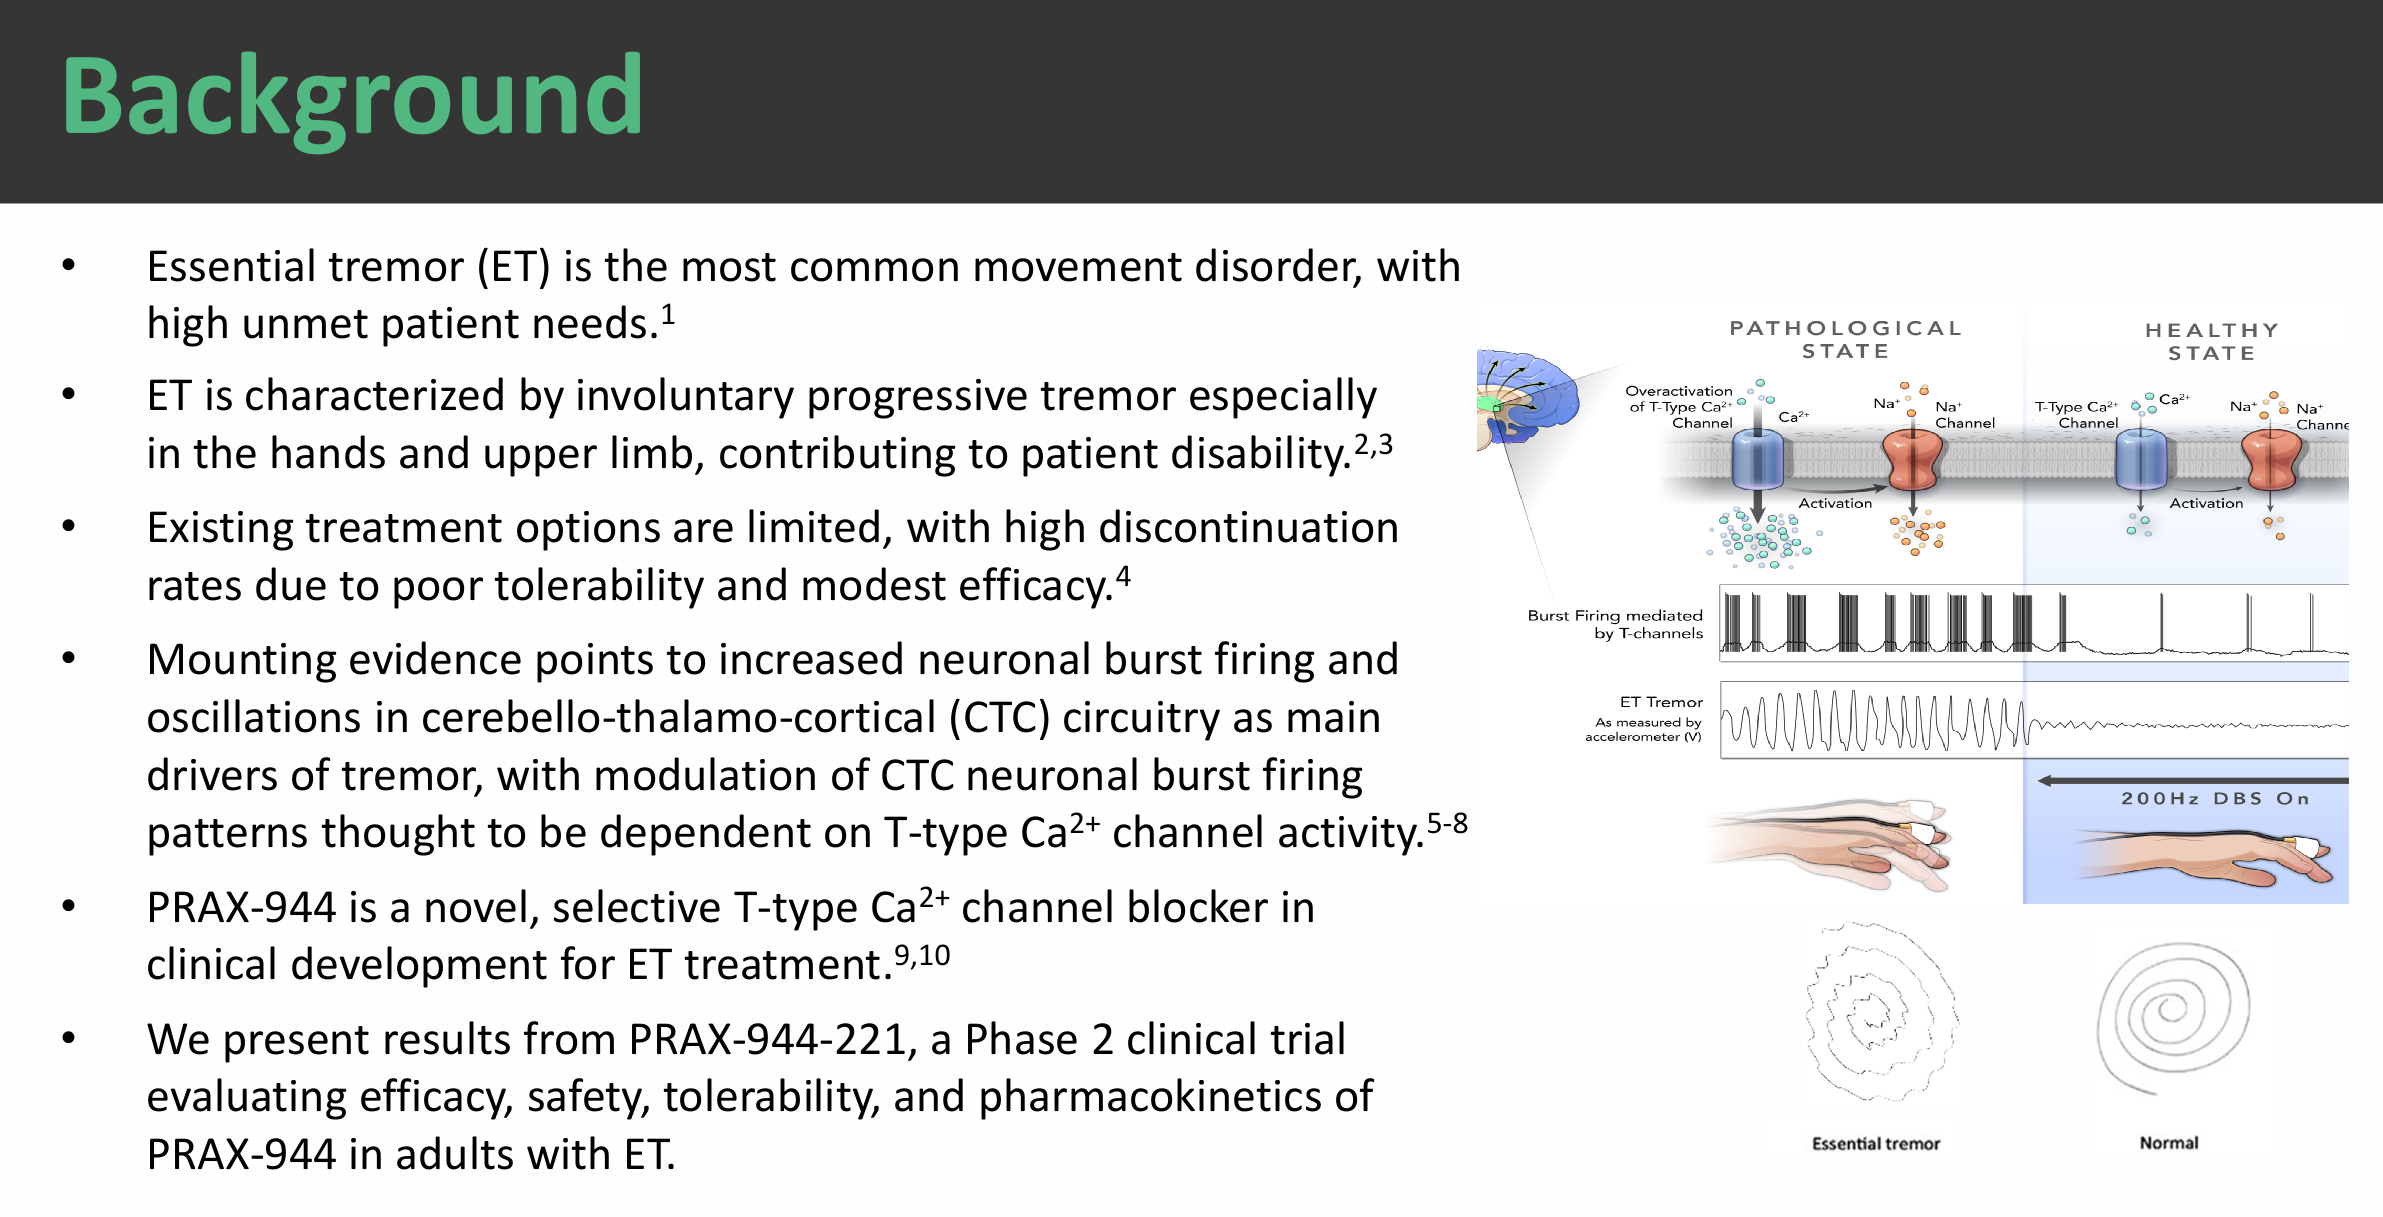 Background
• Essential tremor (ET) is the most common movement disorder, with
high unmet patient needs.¹
• ET is characterized by involuntary progressive tremor especially
in the hands and upper limb, contributing to patient disability.²,³
• Existing treatment options are limited, with high discontinuation
rates due to poor tolerability and modest efficacy.⁴
• Mounting evidence points to increased neuronal burst firing and
oscillations in cerebello-thalamo-cortical (CTC) circuitry as main
drivers of tremor, with modulation of CTC neuronal burst firing
patterns thought to be dependent on T-type Ca²⁺ channel activity.⁵⁻⁸
• PRAX-944 is a novel, selective T-type Ca²⁺ channel blocker in
clinical development for ET treatment.⁹,¹⁰
• We present results from PRAX-944-221, a Phase 2 clinical trial
evaluating efficacy, safety, tolerability, and pharmacokinetics of
PRAX-944 in adults with ET.
PATHOLOGICAL
STATE
Overactivation
of T-Type Ca²⁺
Channel
Ca²⁺
Na⁺
Na⁺
Channel
Activation
HEALTHY
STATE
T-Type Ca²⁺
Channel
Ca²⁺
Na⁺
Na⁺
Channe
Activation
Burst Firing mediated
by T-channels
ET Tremor
As measured by
accelerometer (V)
200Hz DBS On
Essential tremor
Normal